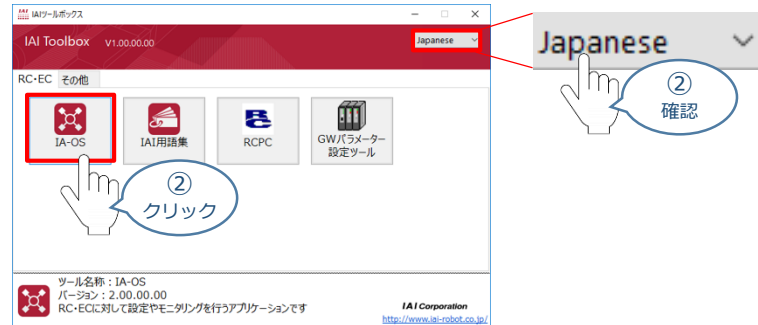 IAIツールボックス
IAI Toolbox V1.00.00.00
Japanese
RC・EC その他
IA-OS
IAI用語集
RCPC
GWパラメーター
設定ツール
②
クリック
Japanese
②
確認
ツール名称:IA-OS
バージョン:2.00.00.00
RC・ECに対して設定やモニタリングを行うアプリケーションです
IAI Corporation
http://www.iai-robot.co.jp/